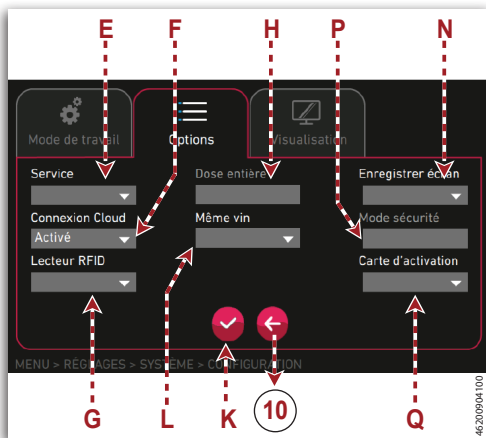 E F H P N
Mode de travail Options Visualisation
Service Dose entière Enregistrer écran
Connexion Cloud Même vin Mode sécurité
Activé
Lecteur RFID Carte d'activation
MENU > RÉGLAGES > SYSTÈME > CONFIGURATION
G L K 10 Q
46200904100